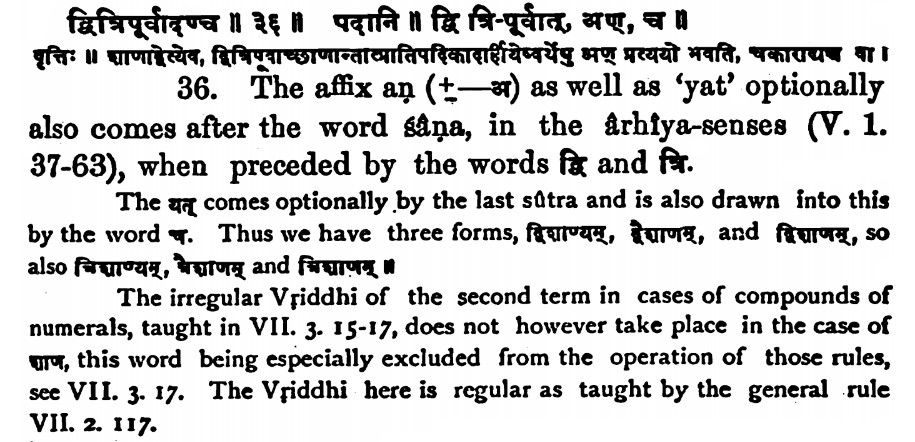 द्वित्रिपूर्वादण्च ॥ ३६ ॥ पदानि ॥ द्वि त्रि-पूर्वात्, अण्, च ॥
वृत्तिः ॥ शाणाद्वेत्येव, द्वित्रिपूर्वाच्छाणान्तात्प्रातिपदिकादार्हीयेष्वर्थेषु अण् प्रत्ययो भवति, चकाराद्यच्च वा ।
36. The affix aṇ (±—अ) as well as 'yat' optionally
also comes after the word śâṇa, in the ârhîya-senses (V. 1.
37-63), when preceded by the words द्वि and त्रि.
The यत् comes optionally by the last sûtra and is also drawn into this
by the word च. Thus we have three forms, द्विशाण्यम्, द्वैशाणम्, and द्विशाणम्, so
also त्रिशाण्यम्, त्रैशाणम् and त्रिशाणम् ॥
The irregular Vṛiddhi of the second term in cases of compounds of
numerals, taught in VII. 3. 15-17, does not however take place in the case of
शाण, this word being especially excluded from the operation of those rules,
see VII. 3. 17. The Vṛiddhi here is regular as taught by the general rule
VII. 2. 117.